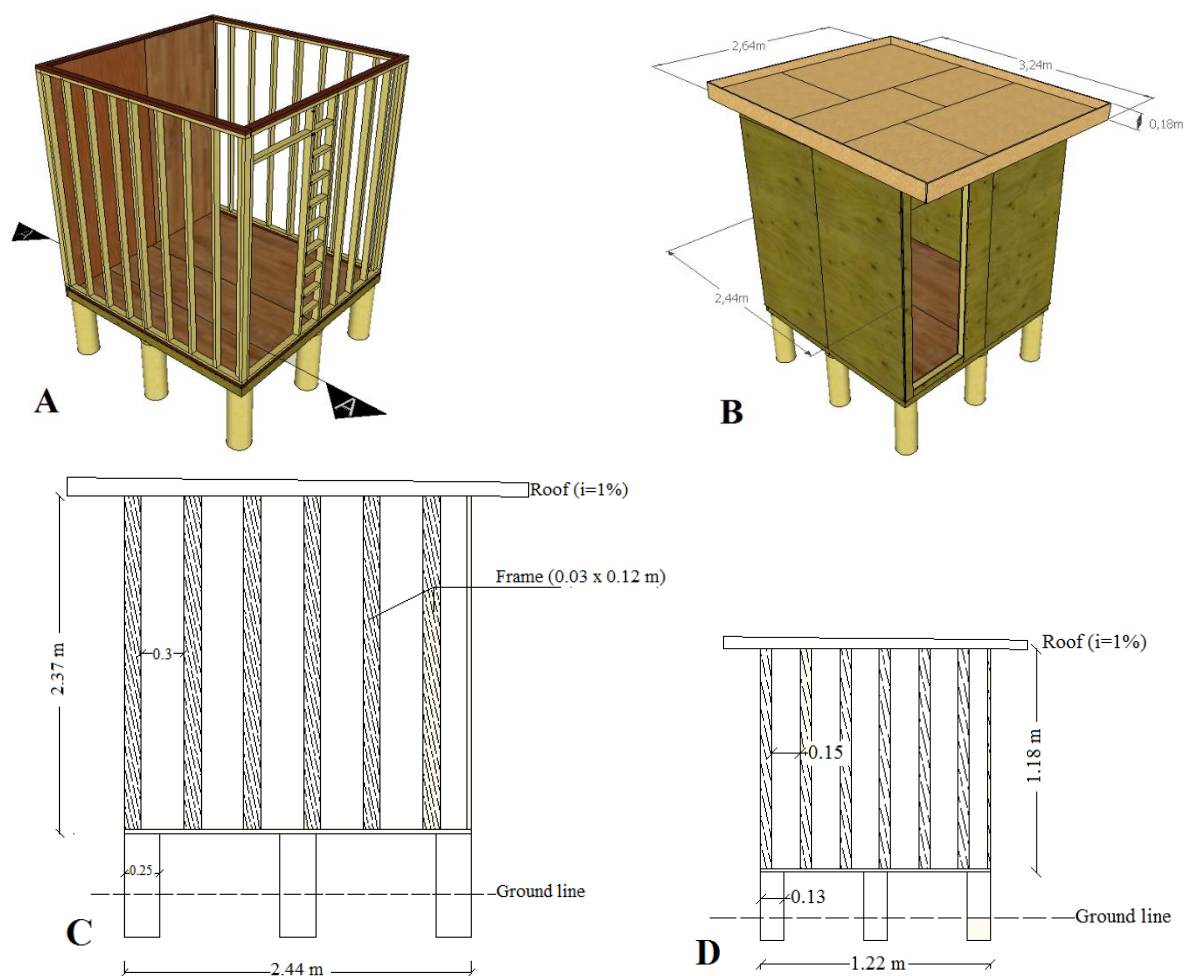 2,64m
3,24m
0,18m
A
A
A
2,44m
B
Roof (i=1%)
Frame (0.03 x 0.12 m)
0.3
2.37 m
0.25
Ground line
C
2.44 m
Roof (i=1%)
0.15
1.18 m
0.13
Ground line
D
1.22 m